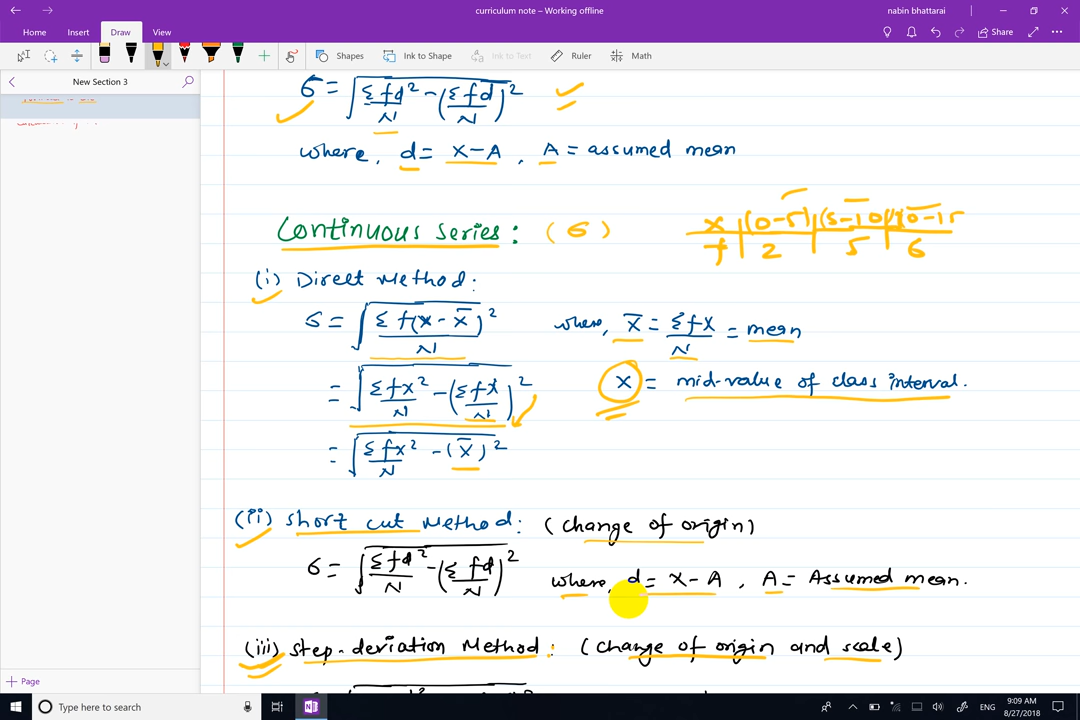 curriculum note – Working offline
nabin bhattarai
Home Insert Draw View
Share
Shapes Ink to Shape Ink to Text Ruler Math
New Section 3
6 = √ Σfd²/N − (Σfd/N)²
where, d = x−A , A = assumed mean
Continuous series: (6)
x (0-5) (5-10) (10-15
f 2 5 6
(i) Direct Method:
6 = √ Σf(x − x̄)²/N where, x̄ = Σfx/N = mean
= √ Σfx²/N − (Σfx/N)² x = mid-value of class interval.
= √ Σfx²/N − (x̄)²
(ii) short cut Method: (change of origin)
6 = √ Σfd²/N − (Σfd/N)² where, d = x − A , A = Assumed mean.
(iii) step-deviation Method: (change of origin and scale)
+ Page
Type here to search
ENG
9:09 AM
8/27/2018